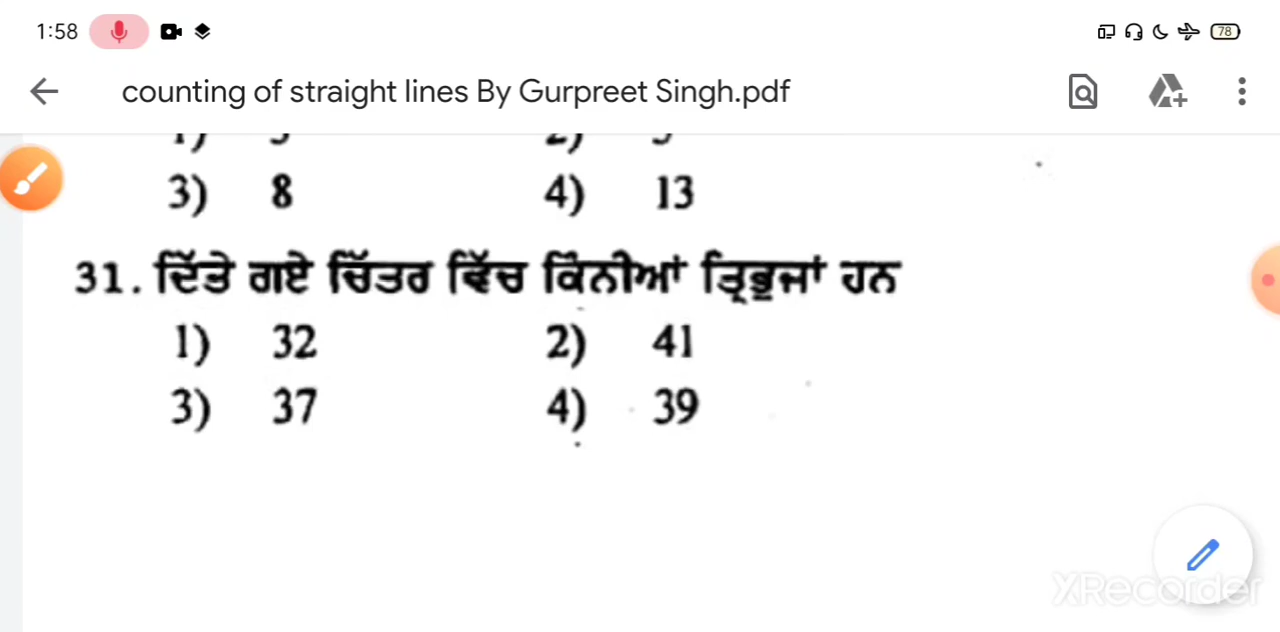 1:58 78
counting of straight lines By Gurpreet Singh.pdf
3) 8 4) 13
31. ਦਿੱਤੇ ਗਏ ਚਿੱਤਰ ਵਿੱਚ ਕਿੰਨੀਆਂ ਤ੍ਰਿਭੁਜਾਂ ਹਨ
1) 32 2) 41
3) 37 4) 39
XRecorder